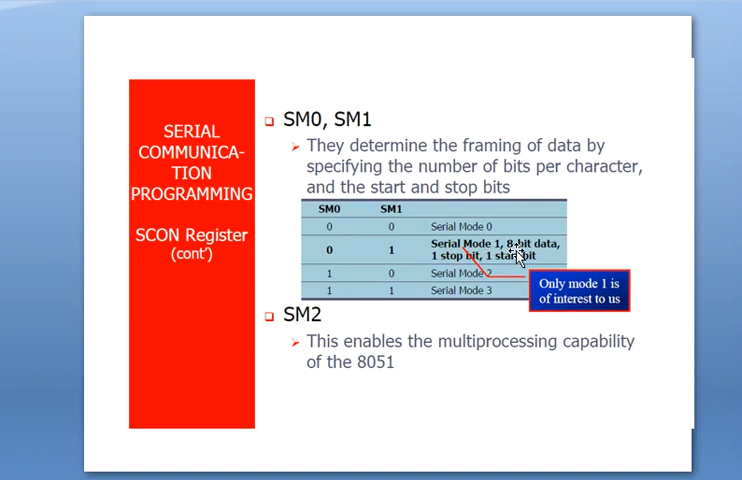 SERIAL
COMMUNICA-
TION
PROGRAMMING
SCON Register
(cont’)
SM0, SM1
They determine the framing of data by
specifying the number of bits per character,
and the start and stop bits
SM0 SM1
0 0 Serial Mode 0
0 1 Serial Mode 1, 8-bit data,
1 stop bit, 1 start bit
1 0 Serial Mode 2
1 1 Serial Mode 3
Only mode 1 is
of interest to us
SM2
This enables the multiprocessing capability
of the 8051